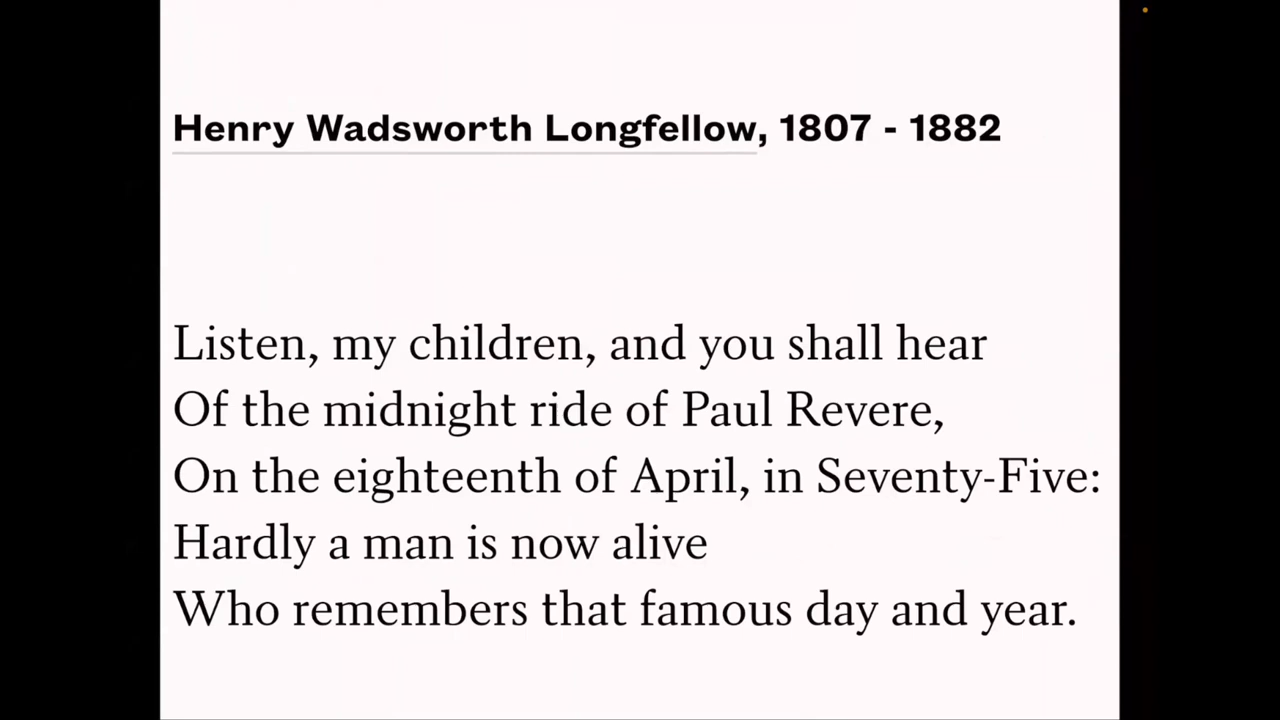 Henry Wadsworth Longfellow, 1807 - 1882
Listen, my children, and you shall hear
Of the midnight ride of Paul Revere,
On the eighteenth of April, in Seventy-Five:
Hardly a man is now alive
Who remembers that famous day and year.